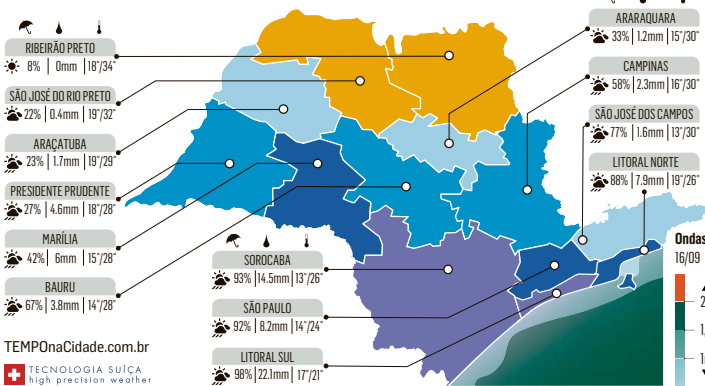 RIBEIRÃO PRETO
8% | 0mm | 18°/34°
SÃO JOSÉ DO RIO PRETO
22% | 0.4mm | 19°/32°
ARAÇATUBA
23% | 1.7mm | 19°/29°
PRESIDENTE PRUDENTE
27% | 4.6mm | 18°/28°
MARÍLIA
42% | 6mm | 15°/28°
BAURU
67% | 3.8mm | 14°/28°
SOROCABA
93% | 14.5mm | 13°/26°
SÃO PAULO
92% | 8.2mm | 14°/24°
LITORAL SUL
98% | 22.1mm | 17°/21°
ARARAQUARA
33% | 1.2mm | 15°/30°
CAMPINAS
58% | 2.3mm | 16°/30°
SÃO JOSÉ DOS CAMPOS
77% | 1.6mm | 13°/30°
LITORAL NORTE
88% | 7.9mm | 19°/26°
Ondas
16/09
TEMPOnaCidade.com.br
TECNOLOGIA SUÍÇA
high precision weather